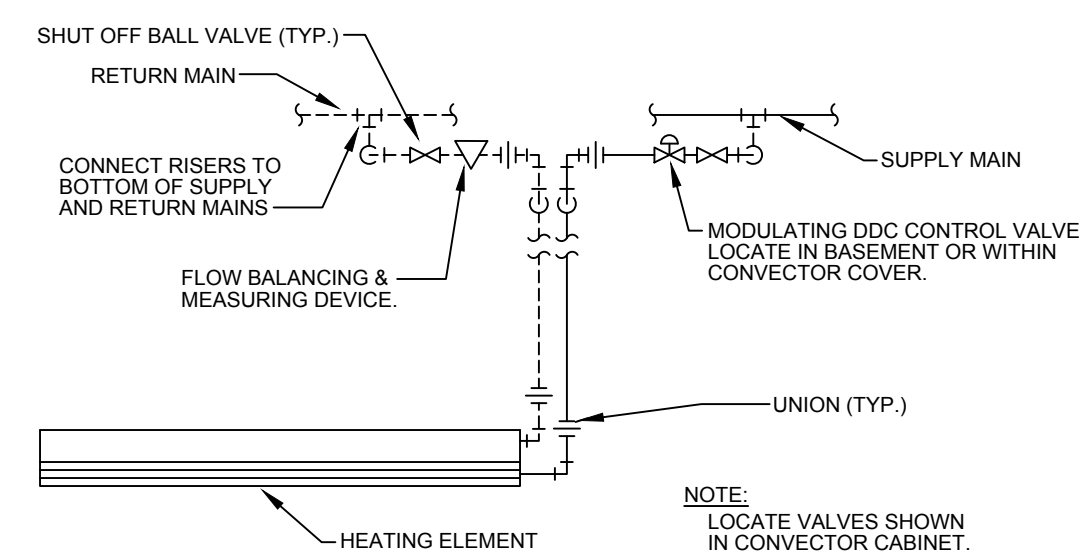 SHUT OFF BALL VALVE (TYP.)
RETURN MAIN
CONNECT RISERS TO
BOTTOM OF SUPPLY
AND RETURN MAINS
SUPPLY MAIN
MODULATING DDC CONTROL VALVE
LOCATE IN BASEMENT OR WITHIN
CONVECTOR COVER.
FLOW BALANCING &
MEASURING DEVICE.
UNION (TYP.)
HEATING ELEMENT
NOTE:
LOCATE VALVES SHOWN
IN CONVECTOR CABINET.